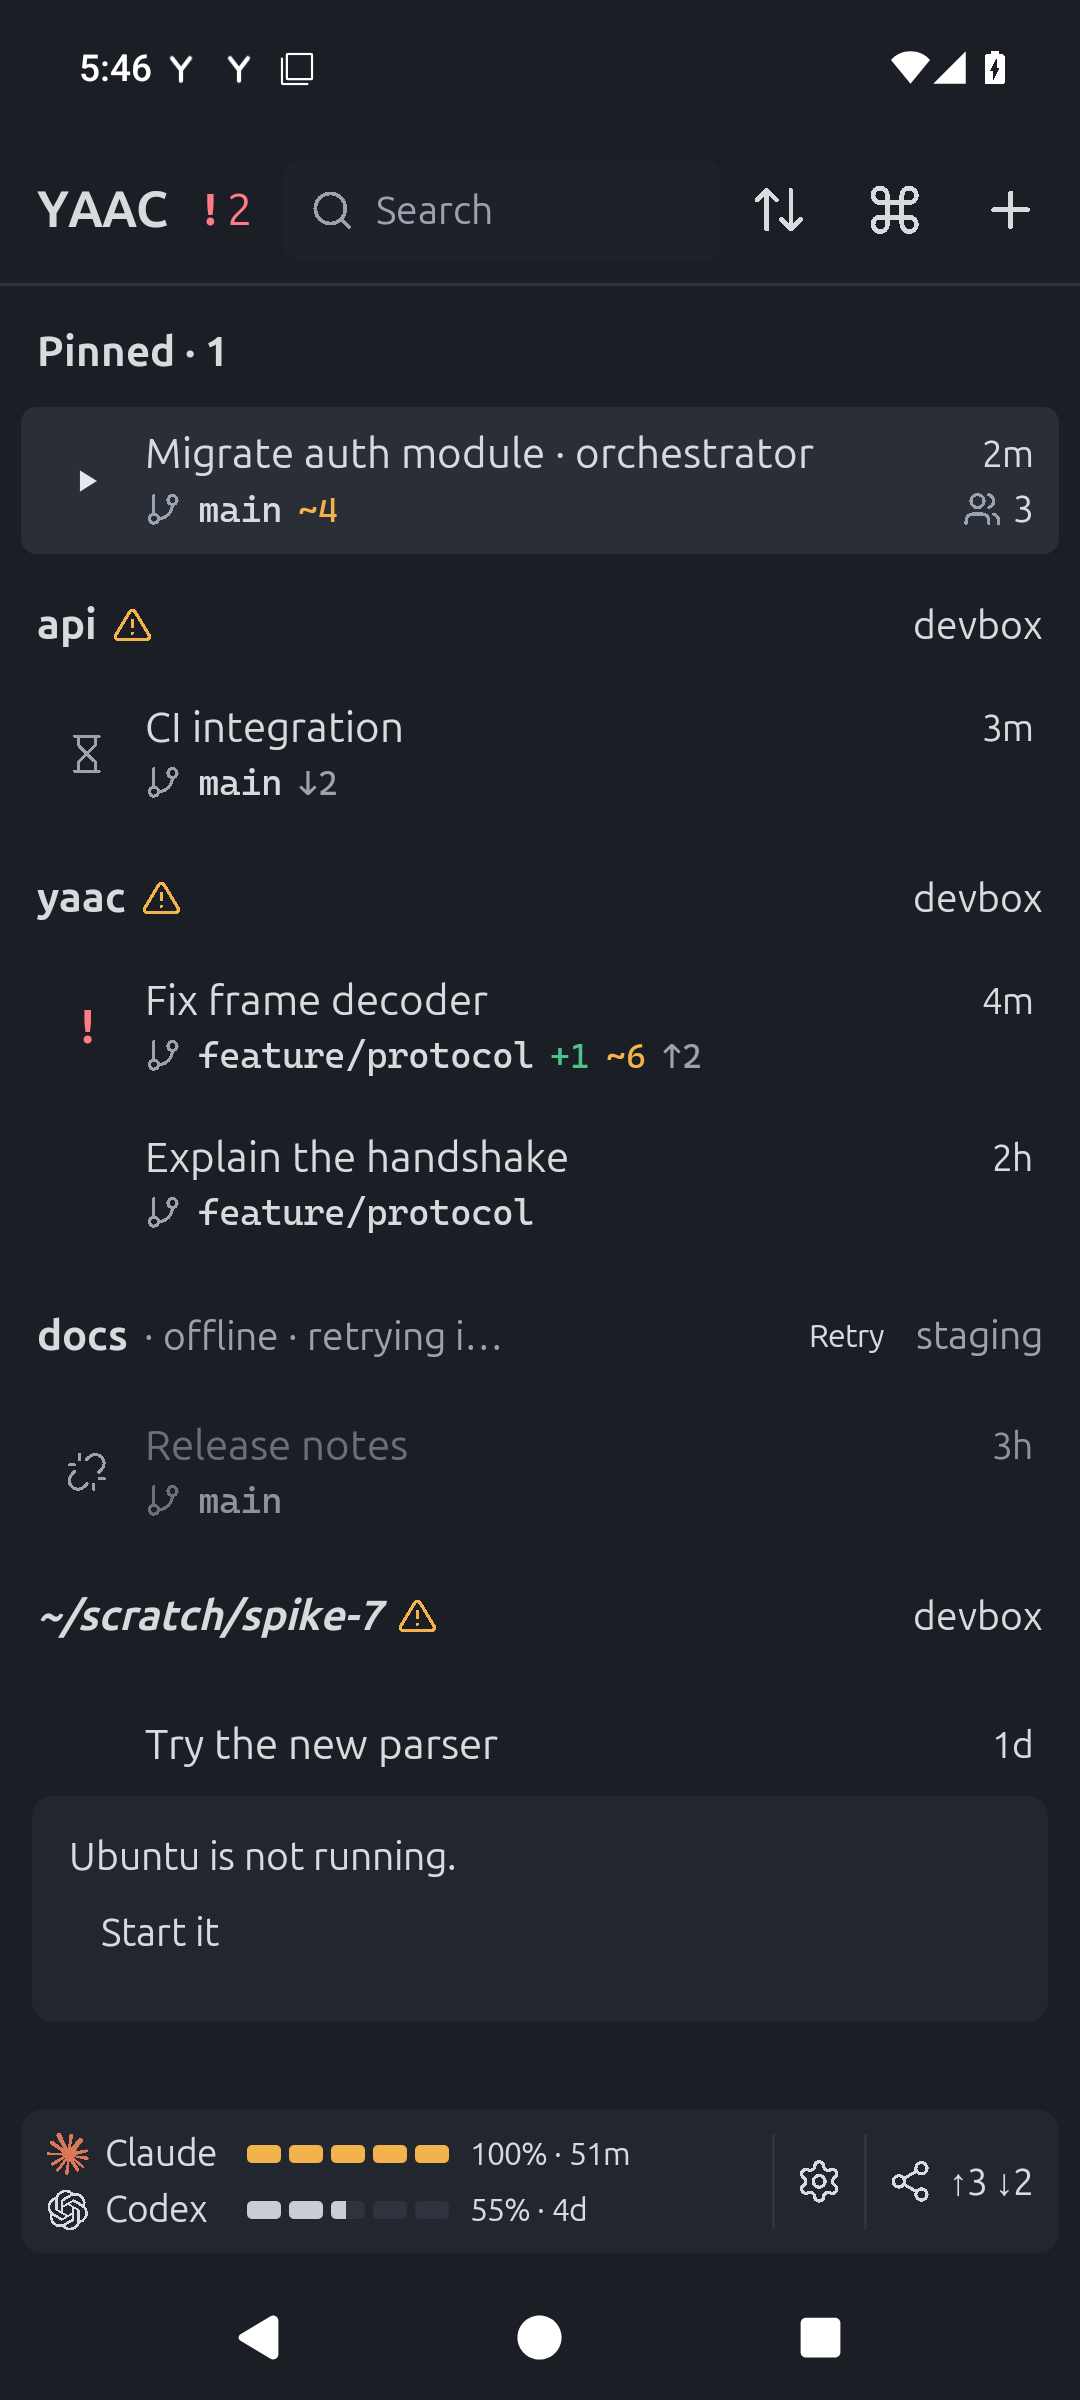 5:46
YAAC !2 Search
Pinned · 1
Migrate auth module · orchestrator 2m
main ~4 3
api devbox
CI integration 3m
main ↓2
yaac devbox
! Fix frame decoder 4m
feature/protocol +1 ~6 ↑2
Explain the handshake 2h
feature/protocol
docs · offline · retrying i… Retry staging
Release notes 3h
main
~/scratch/spike-7 devbox
Try the new parser 1d
Ubuntu is not running.
Start it
Claude 100% · 51m
Codex 55% · 4d
↑3 ↓2